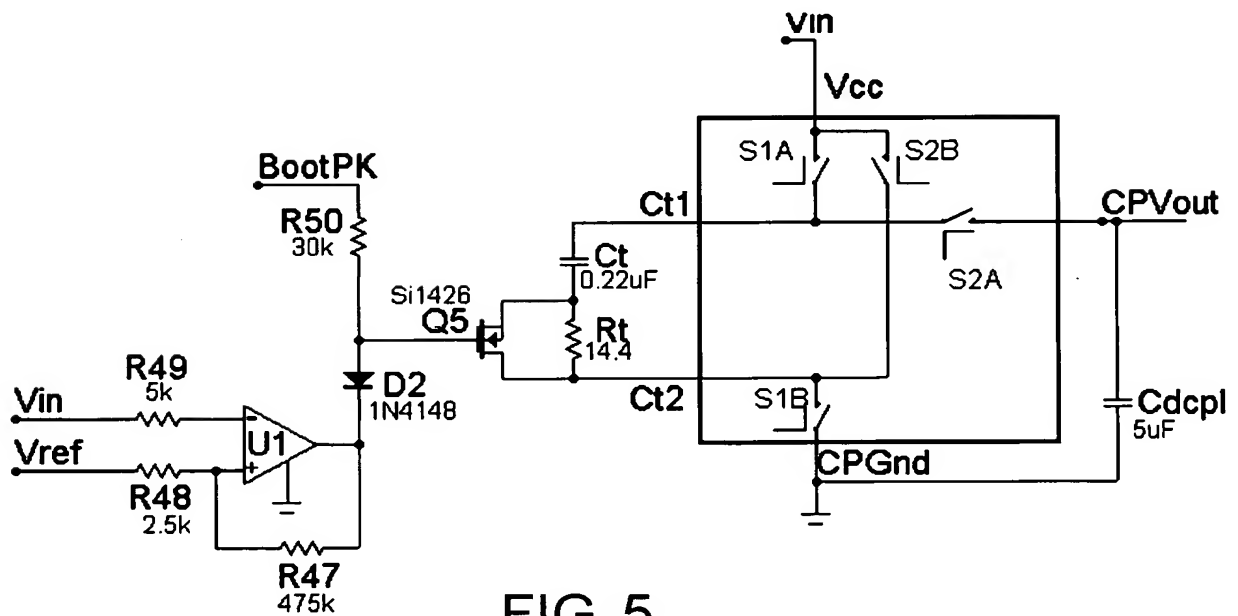 Vin
Vcc
S1A
S2B
BootPK
R50
30k
Ct1
CPVout
Ct
0.22uF
S2A
Si1426
Q5
Rt
14.4
R49
5k
D2
1N4148
Vin
Ct2
S1B
Cdcpl
5uF
-
U1
Vref
+
CPGnd
R48
2.5k
R47
475k
FIG. 5